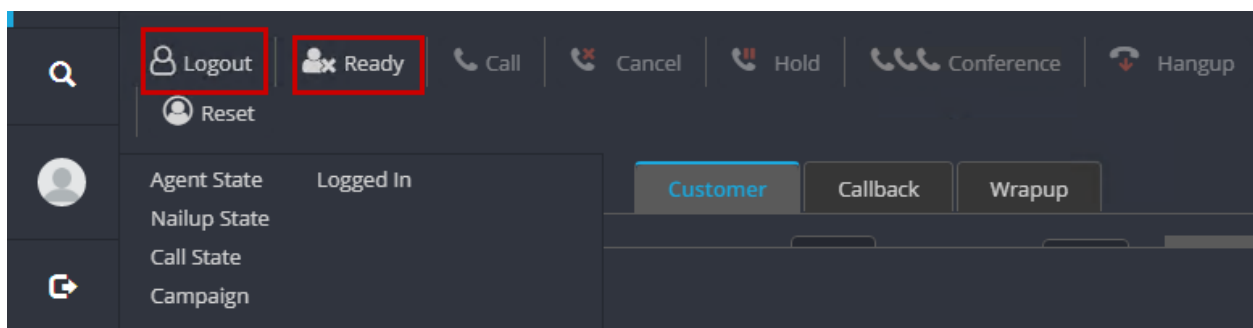 Logout Ready Call Cancel Hold Conference Hangup
Reset
Agent State Logged In
Nailup State
Call State
Campaign
Customer Callback Wrapup